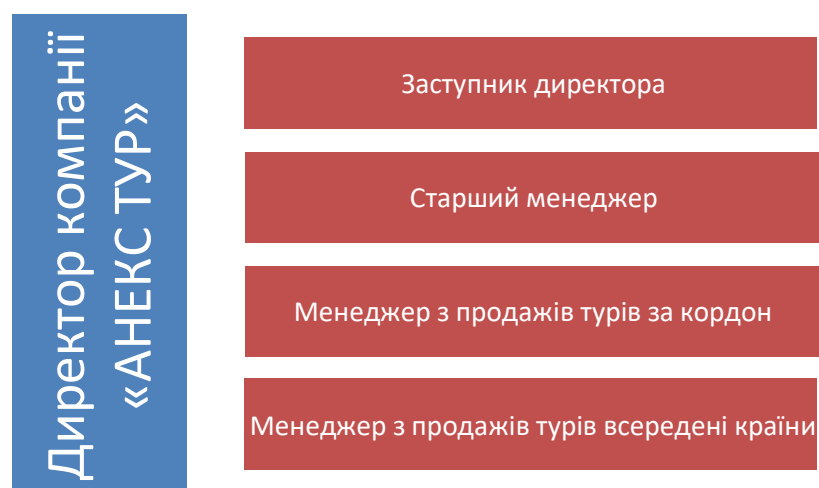 Директор компанії
«АНЕКС ТУР»
Заступник директора
Старший менеджер
Менеджер з продажів турів за кордон
Менеджер з продажів турів всередені країни